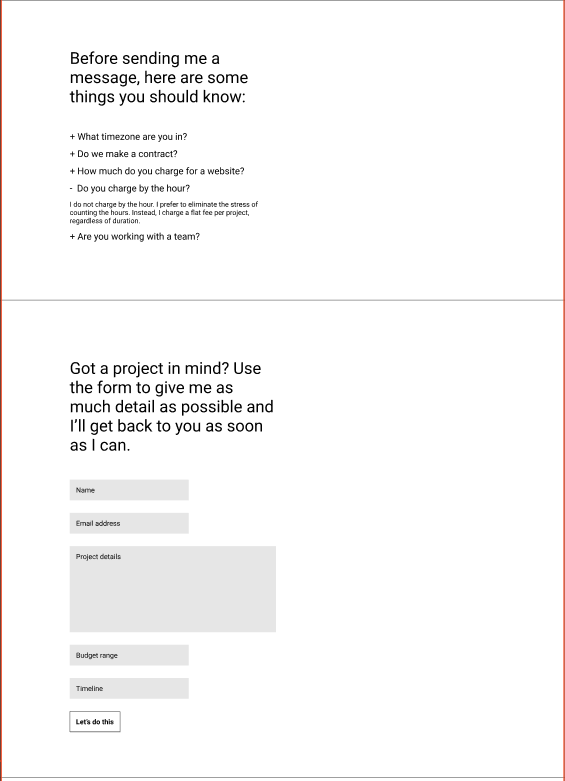 Before sending me a
message, here are some
things you should know:
+ What timezone are you in?
+ Do we make a contract?
+ How much do you charge for a website?
- Do you charge by the hour?
I do not charge by the hour. I prefer to eliminate the stress of
counting the hours. Instead, I charge a flat fee per project,
regardless of duration.
+ Are you working with a team?
Got a project in mind? Use
the form to give me as
much detail as possible and
I'll get back to you as soon
as I can.
Name
Email address
Project details
Budget range
Timeline
Let's do this